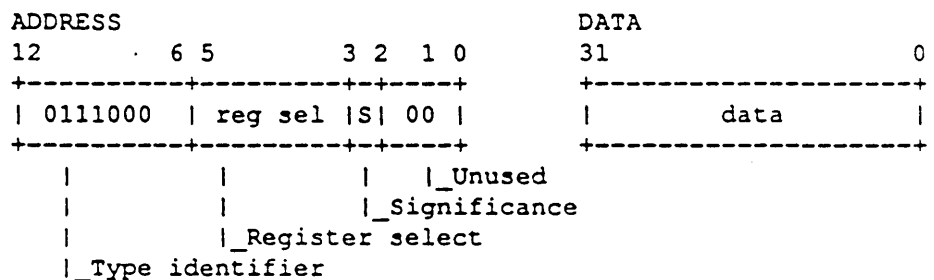 ADDRESS                                DATA
12        6 5         3 2   1 0        31                   0
+-----------+----------+-+----+        +--------------------+
|  0111000  | reg sel  |S| 00 |        |        data        |
+-----------+----------+-+----+        +--------------------+
    |            |        |   |_Unused
    |            |        |_Significance
    |            |_Register select
    |_Type identifier